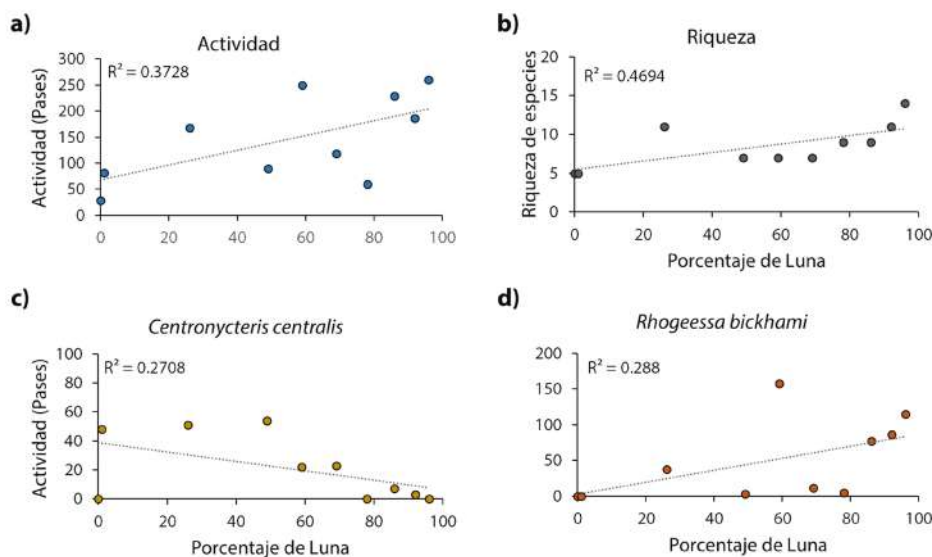 a)
Actividad
R² = 0.3728
Actividad (Pases)
300
250
200
150
100
50
0
0 20 40 60 80 100
b)
Riqueza
R² = 0.4694
Riqueza de especies
20
15
10
5
0
0 20 40 60 80 100
Porcentaje de Luna
c)
Centronycteris centralis
R² = 0.2708
Actividad (Pases)
100
80
60
40
20
0
0 20 40 60 80 100
Porcentaje de Luna
d)
Rhogeessa bickhami
R² = 0.288
200
150
100
50
0
0 20 40 60 80 100
Porcentaje de Luna